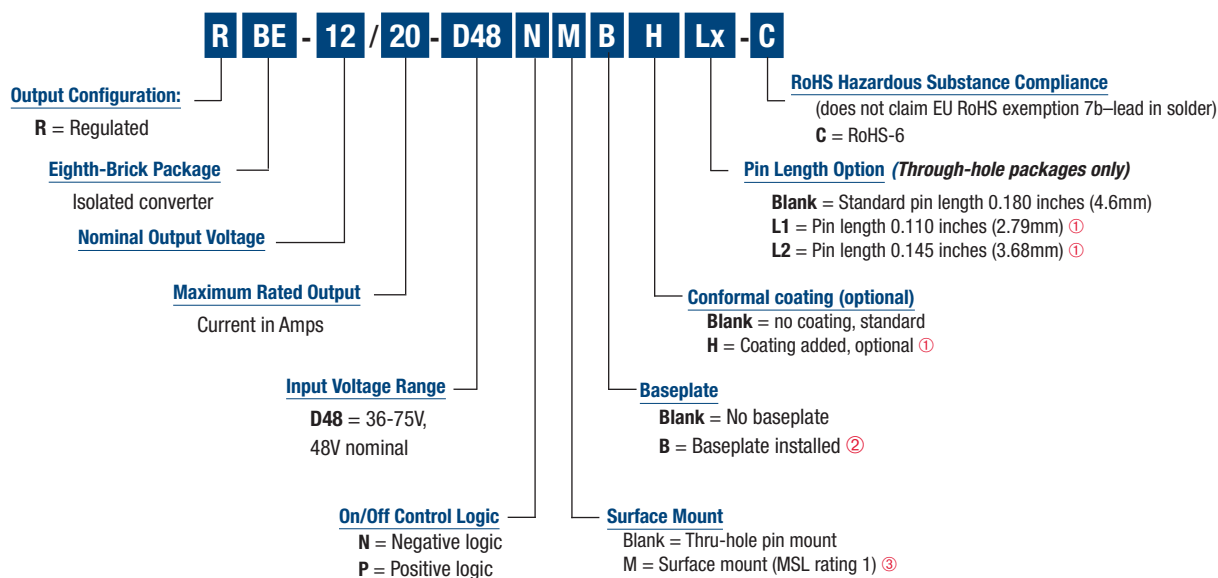 R BE - 12 / 20 - D48 N M B H Lx - C
Output Configuration:
R = Regulated
Eighth-Brick Package
Isolated converter
Nominal Output Voltage
Maximum Rated Output
Current in Amps
Input Voltage Range
D48 = 36-75V,
48V nominal
On/Off Control Logic
N = Negative logic
P = Positive logic
RoHS Hazardous Substance Compliance
(does not claim EU RoHS exemption 7b–lead in solder)
C = RoHS-6
Pin Length Option (Through-hole packages only)
Blank = Standard pin length 0.180 inches (4.6mm)
L1 = Pin length 0.110 inches (2.79mm) ①
L2 = Pin length 0.145 inches (3.68mm) ①
Conformal coating (optional)
Blank = no coating, standard
H = Coating added, optional ①
Baseplate
Blank = No baseplate
B = Baseplate installed ②
Surface Mount
Blank = Thru-hole pin mount
M = Surface mount (MSL rating 1) ③